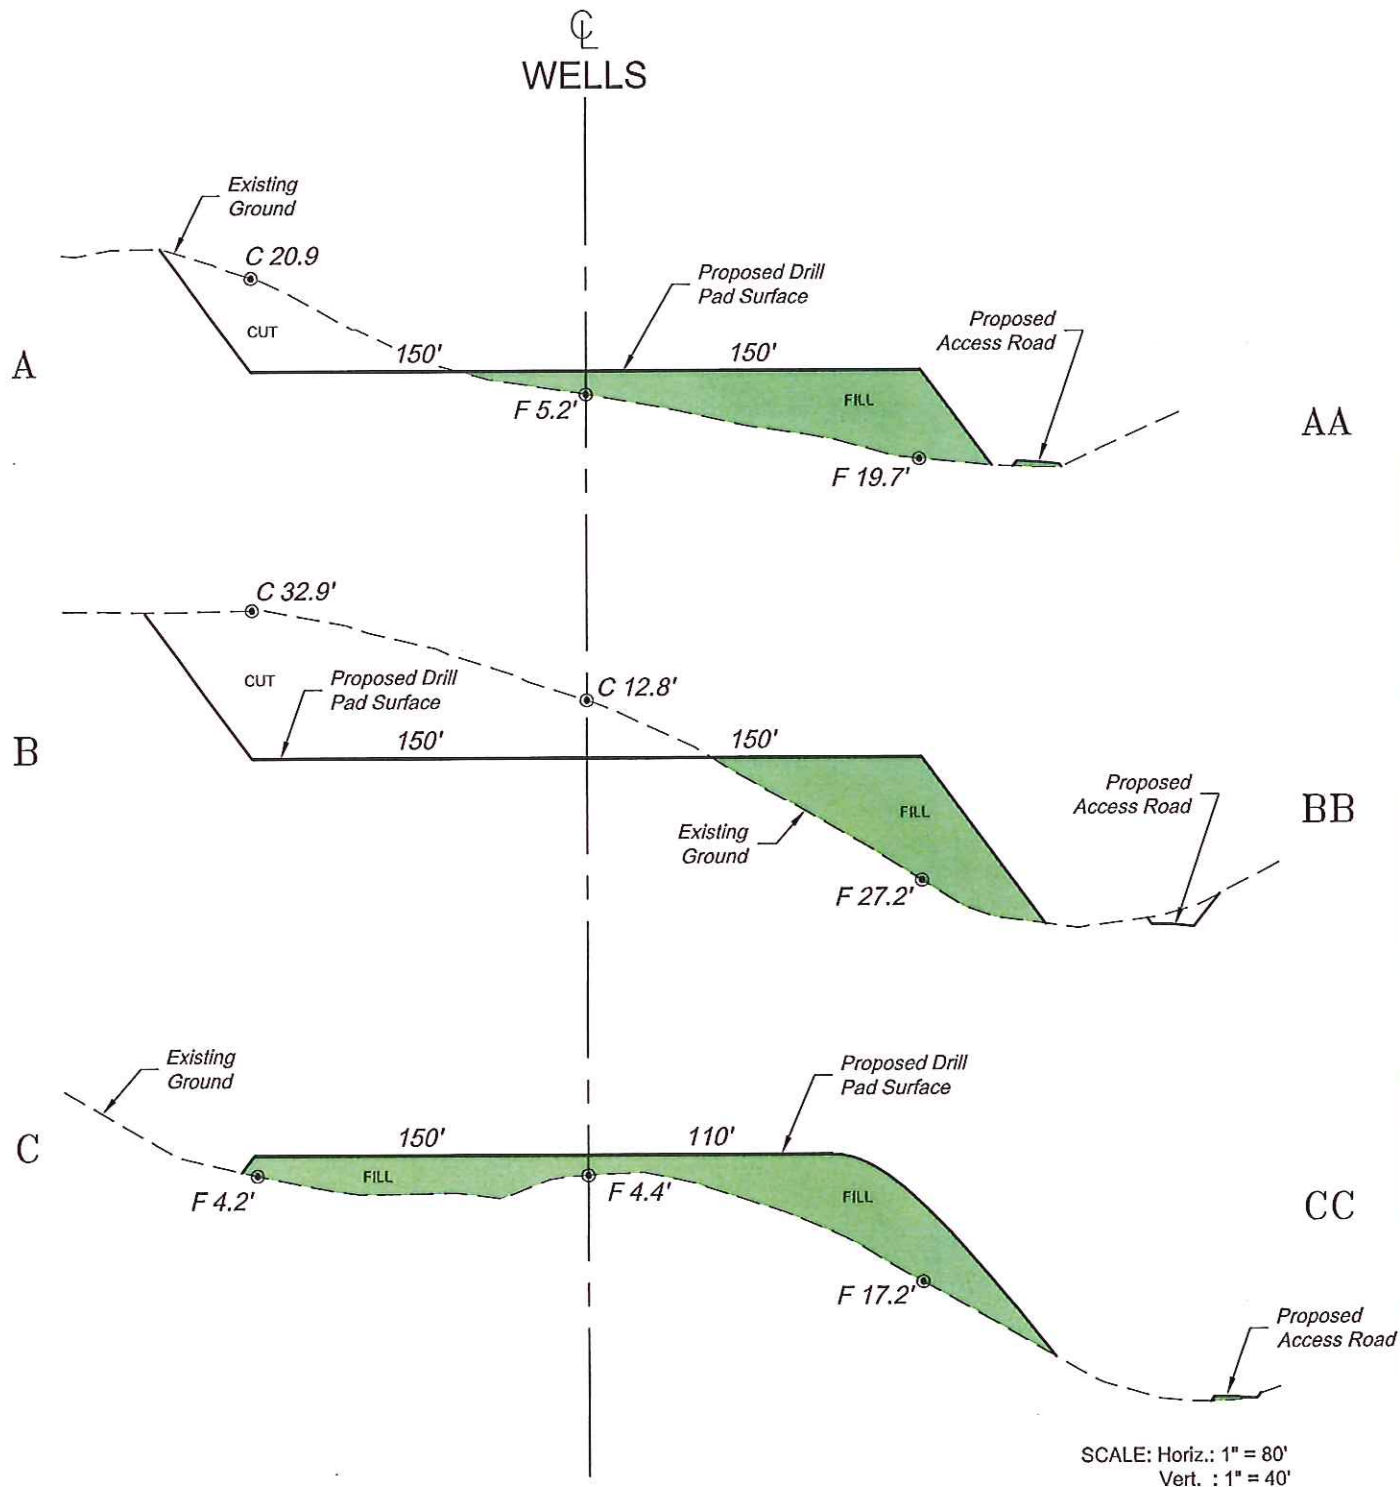 ℄
WELLS
Existing
Ground
C 20.9
CUT
150'
Proposed Drill
Pad Surface
150'
Proposed
Access Road
A
F 5.2'
FILL
AA
F 19.7'
C 32.9'
CUT
Proposed Drill
Pad Surface
C 12.8'
B
150'
150'
Existing
Ground
FILL
Proposed
Access Road
BB
F 27.2'
Existing
Ground
Proposed Drill
Pad Surface
C
150'
110'
FILL
F 4.2'
F 4.4'
FILL
CC
F 17.2'
Proposed
Access Road
SCALE: Horiz.: 1" = 80'
Vert. : 1" = 40'